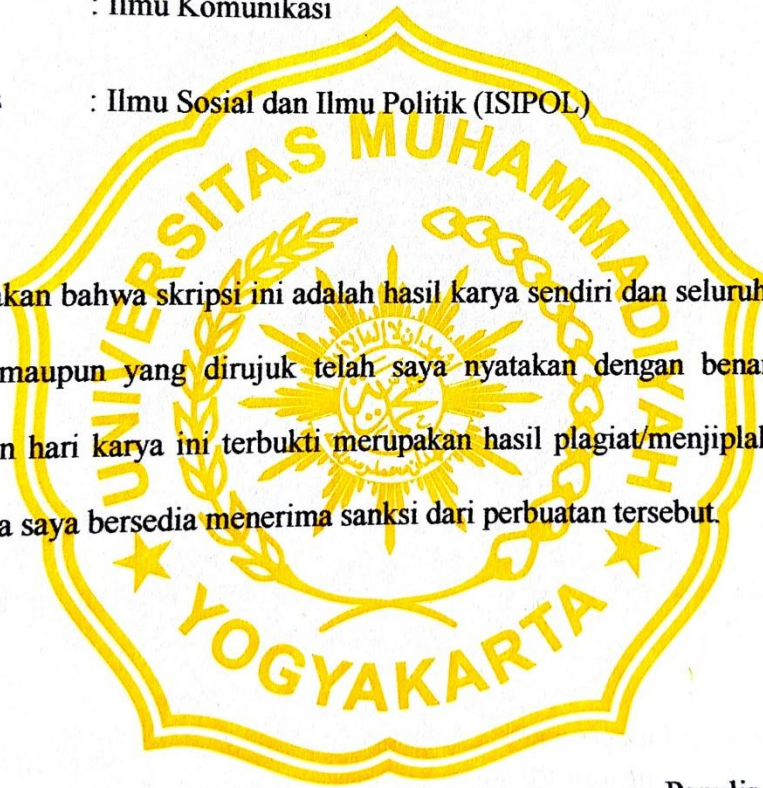 : Ilmu Komunikasi
: Ilmu Sosial dan Ilmu Politik (ISIPOL)
UNIVERSITAS MUHAMMADIYAH
YOGYAKARTA
akan bahwa skripsi ini adalah hasil karya sendiri dan seluruh
maupun yang dirujuk telah saya nyatakan dengan benar
n hari karya ini terbukti merupakan hasil plagiat/menjiplak
a saya bersedia menerima sanksi dari perbuatan tersebut.